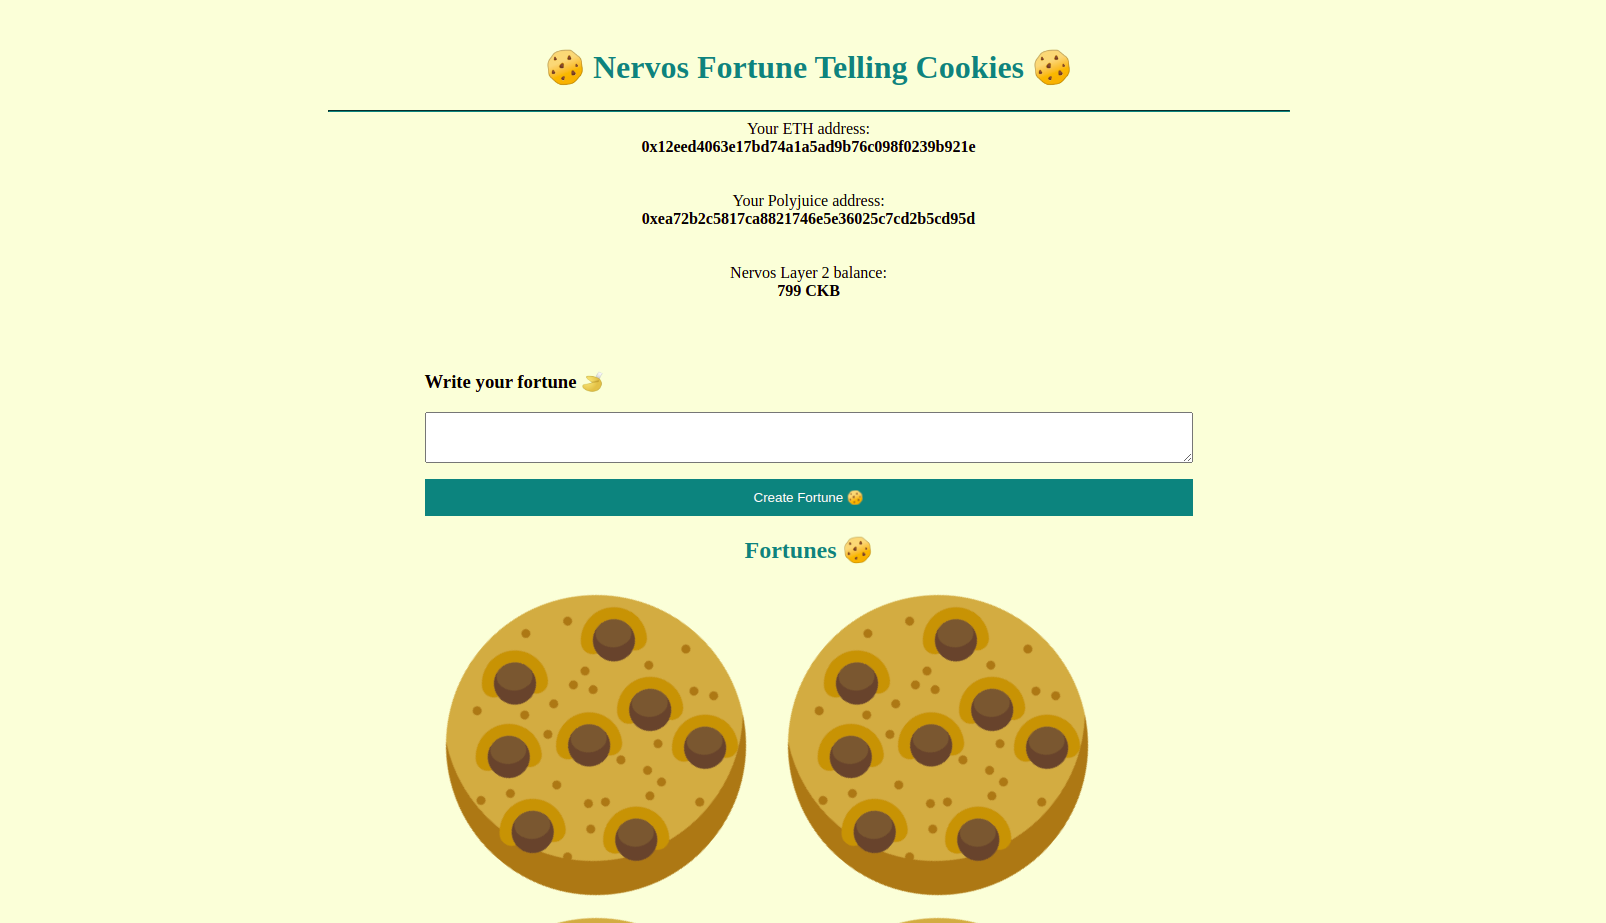 🍪 Nervos Fortune Telling Cookies 🍪
Your ETH address:
0x12eed4063e17bd74a1a5ad9b76c098f0239b921e
Your Polyjuice address:
0xea72b2c5817ca8821746e5e36025c7cd2b5cd95d
Nervos Layer 2 balance:
799 CKB
Write your fortune 🥠
Create Fortune 🍪
Fortunes 🍪